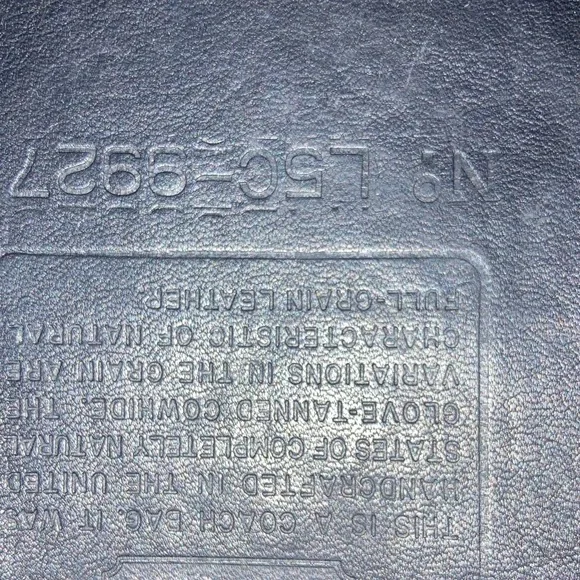 THIS IS A COACH BAG. IT WAS
HANDCRAFTED IN THE UNITED
STATES OF COMPLETELY NATURAL
GLOVE-TANNED COWHIDE. THE
VARIATIONS IN THE GRAIN ARE
CHARACTERISTIC OF NATURAL
FULL-GRAIN LEATHER.
Nº L5C-9927